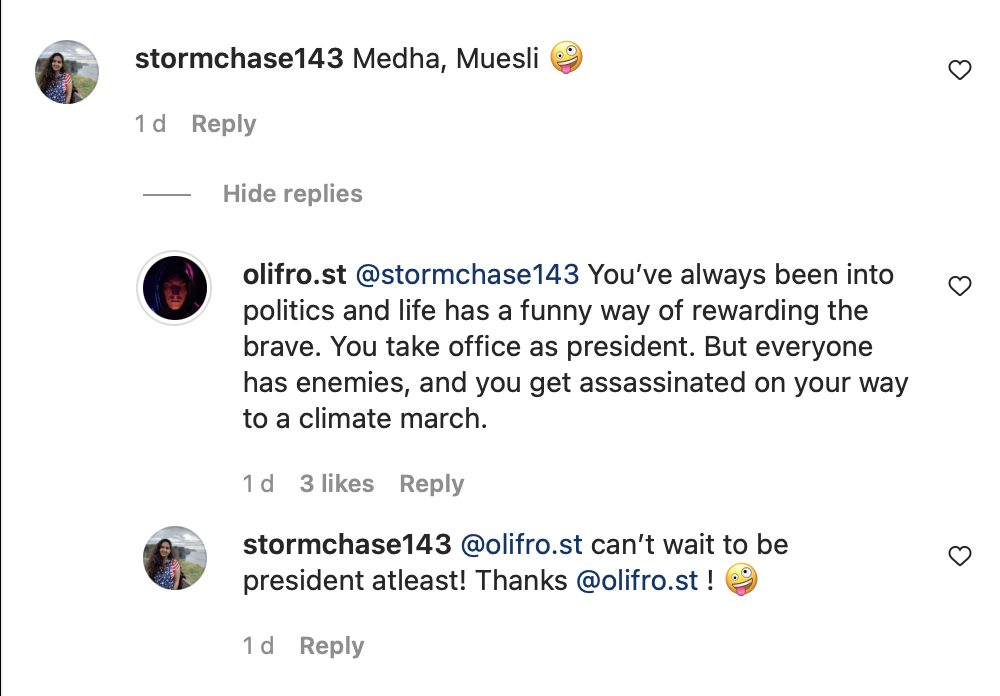 stormchase143 Medha, Muesli 🤪
1 d Reply
Hide replies
olifro.st @stormchase143 You’ve always been into
politics and life has a funny way of rewarding the
brave. You take office as president. But everyone
has enemies, and you get assassinated on your way
to a climate march.
1 d 3 likes Reply
stormchase143 @olifro.st can’t wait to be
president atleast! Thanks @olifro.st ! 🤪
1 d Reply